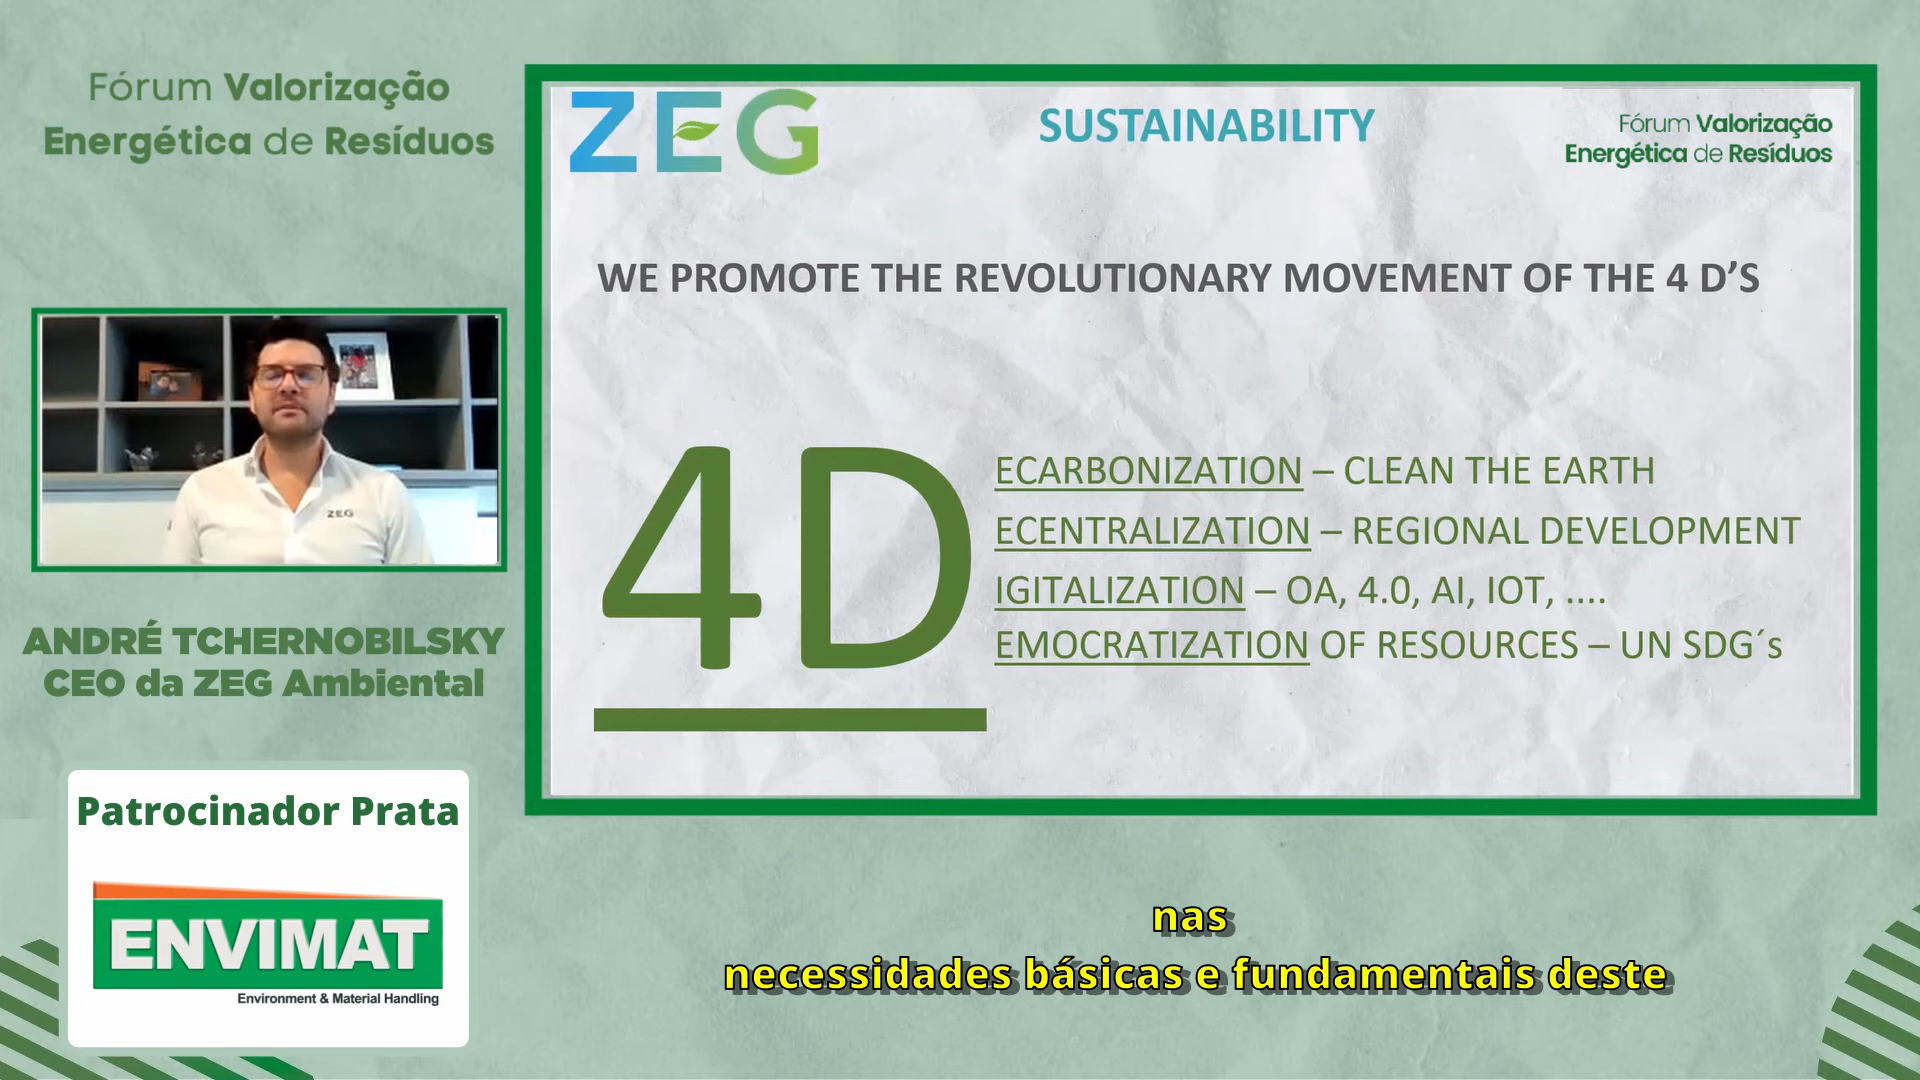 Fórum Valorização
Energética de Resíduos
ZEG
SUSTAINABILITY
Fórum Valorização
Energética de Resíduos
WE PROMOTE THE REVOLUTIONARY MOVEMENT OF THE 4 D’S
4D
ECARBONIZATION – CLEAN THE EARTH
ECENTRALIZATION – REGIONAL DEVELOPMENT
IGITALIZATION – OA, 4.0, AI, IOT, ....
EMOCRATIZATION OF RESOURCES – UN SDG´s
ZEG
ANDRÉ TCHERNOBILSKY
CEO da ZEG Ambiental
Patrocinador Prata
ENVIMAT
Environment & Material Handling
nas
necessidades básicas e fundamentais deste